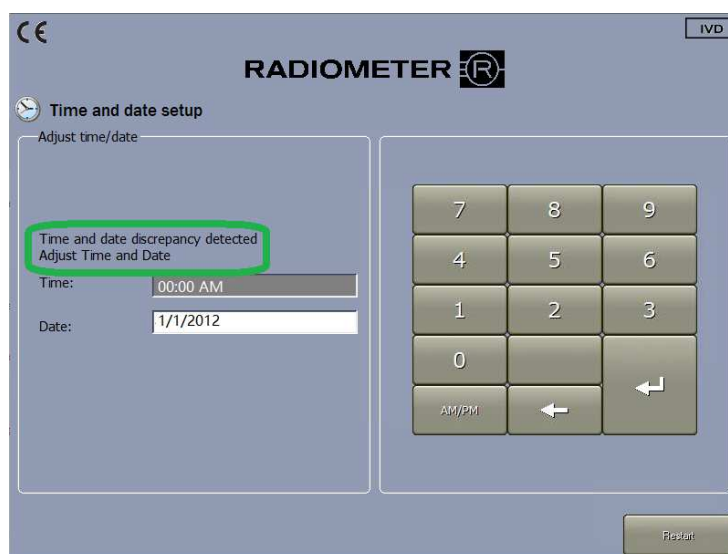 CE
IVD
RADIOMETER R
Time and date setup
Adjust time/date
Time and date discrepancy detected
Adjust Time and Date
Time: 00:00 AM
Date: 1/1/2012
7 8 9
4 5 6
1 2 3
0
AM/PM
Restart